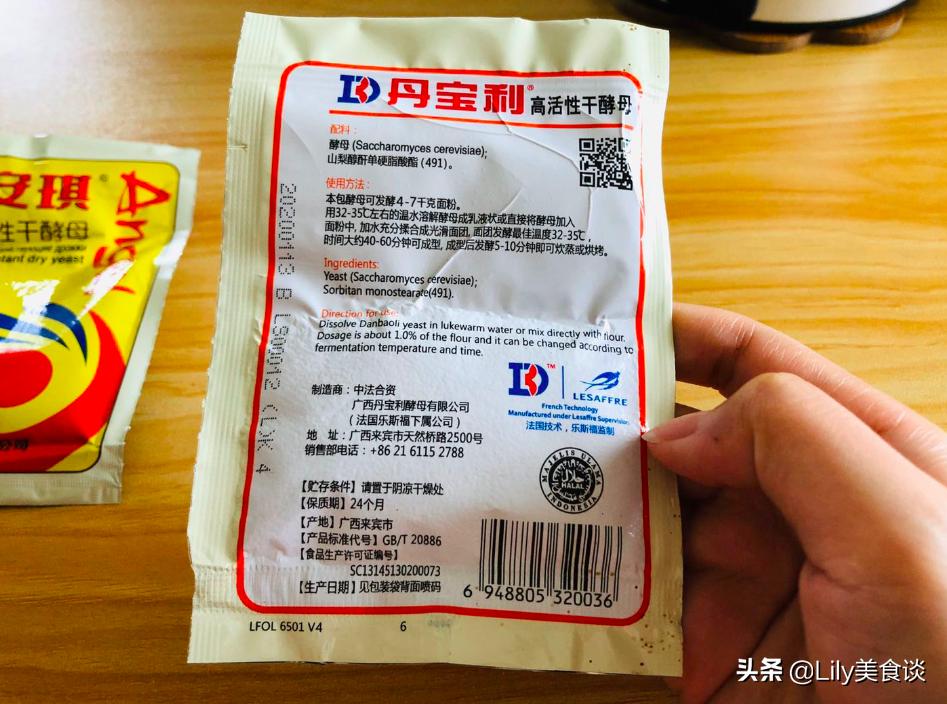 丹宝利® 高活性干酵母
配料：
酵母 (Saccharomyces cerevisiae);
山梨醇酐单硬脂酸酯 (491)。
使用方法：
本包酵母可发酵4-7千克面粉。
用32-35℃左右的温水溶解酵母成乳液状或直接将酵母加入
面粉中, 加水充分揉合成光滑面团, 面团发酵最佳温度32-35℃,
时间大约40-60分钟可成型, 成型后发酵5-10分钟即可炊蒸或烘烤。
Ingredients:
Yeast (Saccharomyces cerevisiae);
Sorbitan monostearate(491).
Direction for use:
Dissolve Danbaoli yeast in lukewarm water or mix directly with flour.
Dosage is about 1.0% of the flour and it can be changed according to
fermentation temperature and time.
TM
LESAFFRE
French Technology
Manufactured under Lesaffre Supervision
法国技术，乐斯福监制
制造商：中法合资
广西丹宝利酵母有限公司
（法国乐斯福下属公司）
地 址：广西来宾市天然桥路2500号
销售部电话：+86 21 6115 2788
MAJELIS ULAMA
HALAL
INDONESIA
【贮存条件】请置于阴凉干燥处
【保质期】24个月
【产地】广西来宾市
【产品标准代号】GB/T 20886
【食品生产许可证编号】
SC13145130200073
【生产日期】见包装袋背面喷码
6 948805 320036
LFOL 6501 V4 6
安琪®
Angel
性干酵母
tant dry yeast
公司
头条 @Lily美食谈